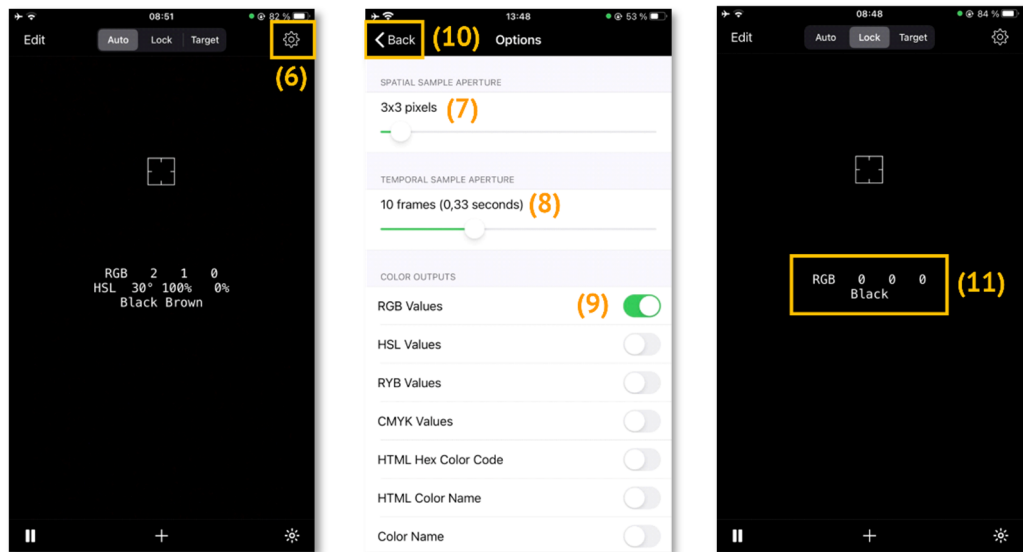 08:51 82 %
Edit Auto Lock Target
(6)
RGB 2 1 0
HSL 30° 100% 0%
Black Brown
13:48 53 %
Back (10) Options
SPATIAL SAMPLE APERTURE
3x3 pixels (7)
TEMPORAL SAMPLE APERTURE
10 frames (0,33 seconds) (8)
COLOR OUTPUTS
RGB Values (9)
HSL Values
RYB Values
CMYK Values
HTML Hex Color Code
HTML Color Name
Color Name
08:48 84 %
Edit Auto Lock Target
RGB 0 0 0
Black
(11)